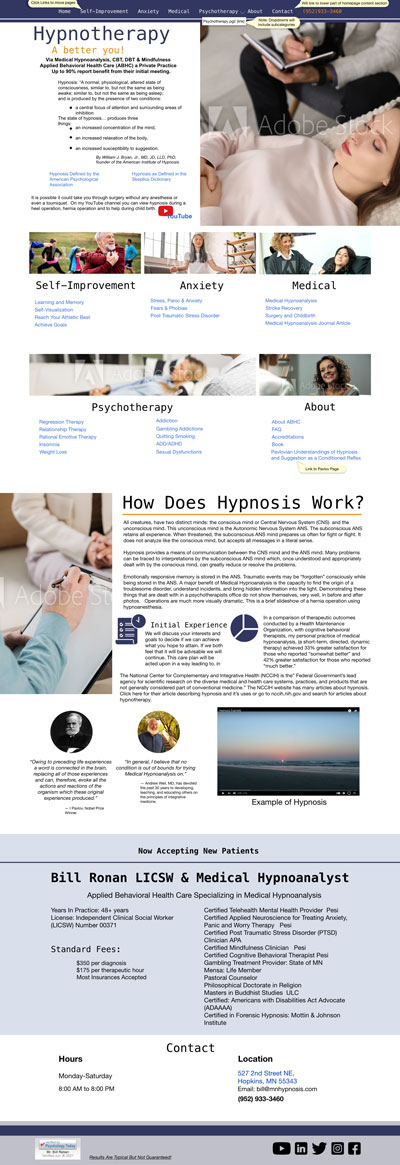 Click Links to move pages
Will link to lower part of homepage content section
Home Self-Improvement Anxiety Medical Psychotherapy About Contact (952)933-3460
Psychotherapy.pg2 (link)
Note: Dropdowns will
include subcategories
Hypnotherapy
A better you!
Via Medical Hypnoanalysis, CBT, DBT & Mindfulness
Applied Behavioral Health Care (ABHC) a Private Practice
Up to 90% report benefit from their initial meeting.
Hypnosis: "A normal, physiological, altered state of
consciousness, similar to, but not the same as being
awake; similar to, but not the same as being asleep;
and is produced by the presence of two conditions:
a central focus of attention and surrounding areas of
inhibition
The state of hypnosis... produces three
things:
an increased concentration of the mind,
an increased relaxation of the body,
an increased susceptibility to suggestion.
By William J. Bryan, Jr., MD, JD, LLD, PhD,
founder of the American Institute of Hypnosis
Hypnosis Defined by the
American Psychological
Association
Hypnosis as Defined in the
Skeptics Dictionary
It is possible it could take you through surgery without any anesthesia or
even a tourniquet. On my YouTube channel you can view hypnosis during a
heel operation, hernia operation and to help during child birth
YouTube
Adobe Stock
Self-Improvement
Learning and Memory
Self-Visualization
Reach Your Athletic Best
Achieve Goals
Anxiety
Stress, Panic & Anxiety
Fears & Phobias
Post Traumatic Stress Disorder
Medical
Medical Hypnoanalysis
Stroke Recovery
Surgery and Childbirth
Medical Hypnoanalysis Journal Article
Psychotherapy
Regression Therapy
Relationship Therapy
Rational Emotive Therapy
Insomnia
Weight Loss
Addiction
Gambling Addictions
Quitting Smoking
ADD/ADHD
Sexual Dysfunctions
About
About ABHC
FAQ
Accreditations
Book
Pavlovian Understandings of Hypnosis
and Suggestion as a Conditioned Reflex
Link to Pavlov Page
How Does Hypnosis Work?
All creatures, have two distinct minds: the conscious mind or Central Nervous System (CNS) and the
unconscious mind. This unconscious mind is the Autonomic Nervous System ANS. The subconscious ANS
retains all experience. When threatened, the subconscious ANS mind prepares us often for fight or flight. It
does not analyze like the conscious mind, but accepts all messages in a literal sense.
Hypnosis provides a means of communication between the CNS mind and the ANS mind. Many problems
can be traced to interpretations by the subconscious ANS mind which, once understood and appropriately
dealt with by the conscious mind, can greatly reduce or resolve the problems.
Emotionally responsive memory is stored in the ANS. Traumatic events may be "forgotten" consciously while
being stored in the ANS. A major benefit of Medical Hypnoanalysis is the capacity to find the origin of a
troublesome disorder, understand incidents, and bring hidden information into the light. Demonstrating these
things that we deal with in a psychotherapists office do not show themselves, very well, in before and after
photos. Operations are much more visually dramatic. This is a brief slideshow of a hernia operation using
hypnoanesthesia.
Initial Experience
We will discuss your interests and
goals to decide if we can achieve
what you hope to attain. If we both
feel that it will be advisable we will
continue. This care plan will be
acted upon in a way leading to, in
In a comparison of therapeutic outcomes
conducted by a Health Maintenance
Organization, with cognitive behavioral
therapists, my personal practice of medical
hypnoanalysis, (a short-term, directed, dynamic
therapy) achieved 33% greater satisfaction for
those who reported "somewhat better" and
42% greater satisfaction for those who reported
"much better."
The National Center for Complementary and Integrative Health (NCCIH) is the" Federal Government's lead
agency for scientific research on the diverse medical and health care systems, practices, and products that are
not generally considered part of conventional medicine." The NCCIH website has many articles about hypnosis.
Click here for their article describing hypnosis and it's uses or go to nccih.nih.gov and search for articles about
hypnotherapy.
"Owing to preceding life experiences
a word is connected in the brain,
replacing all of those experiences
and can, therefore, evoke all the
actions and reactions of the
organism which these original
experiences produced."
— I Pavlov, Nobel Prize
Winner
"In general, I believe that no
condition is out of bounds for trying
Medical Hypnoanalysis on."
— Andrew Weil, MD, has devoted
the past 30 years to developing,
teaching, and educating others on
the principles of integrative
medicine.
Example of Hypnosis
Now Accepting New Patients
Bill Ronan LICSW & Medical Hypnoanalyst
Applied Behavioral Health Care Specializing in Medical Hypnoanalysis
Years In Practice: 48+ years
License: Independent Clinical Social Worker
(LICSW) Number 00371
Standard Fees:
$350 per diagnosis
$175 per therapeutic hour
Most Insurances Accepted
Certified Telehealth Mental Health Provider Pesi
Certified Applied Neuroscience for Treating Anxiety,
Panic and Worry Therapy Pesi
Certified Post Traumatic Stress Disorder (PTSD)
Clinician APA
Certified Mindfulness Clinician Pesi
Certified Cognitive Behavioral Therapist Pesi
Gambling Treatment Provider: State of MN
Mensa: Life Member
Pastoral Counselor
Philosophical Doctorate in Religion
Masters in Buddhist Studies ULC
Certified: Americans with Disabilities Act Advocate
(ADAAAA)
Certified in Forensic Hypnosis: Mottin & Johnson
Institute
Contact
Hours
Monday-Saturday
8:00 AM to 8:00 PM
Location
527 2nd Street NE,
Hopkins, MN 55343
Email: bill@mnhypnosis.com
(952) 933-3460
Psychology Today
Results Are Typical But Not Guaranteed!